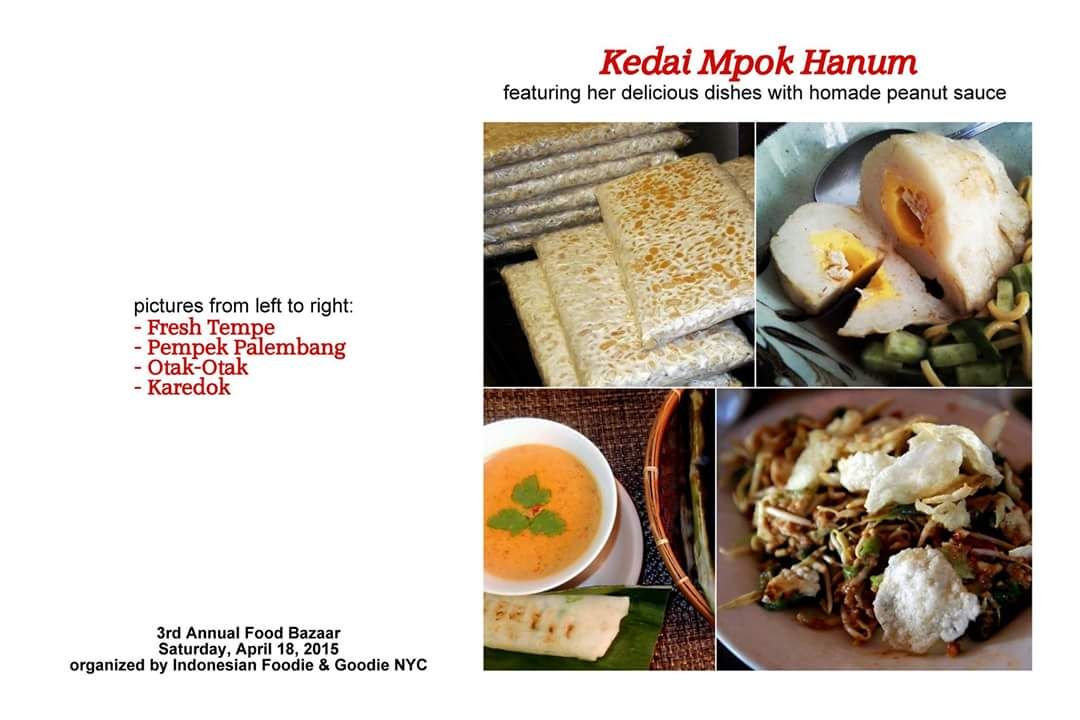 Kedai Mpok Hanum
featuring her delicious dishes with homade peanut sauce
pictures from left to right:
- Fresh Tempe
- Pempek Palembang
- Otak-Otak
- Karedok
3rd Annual Food Bazaar
Saturday, April 18, 2015
organized by Indonesian Foodie & Goodie NYC